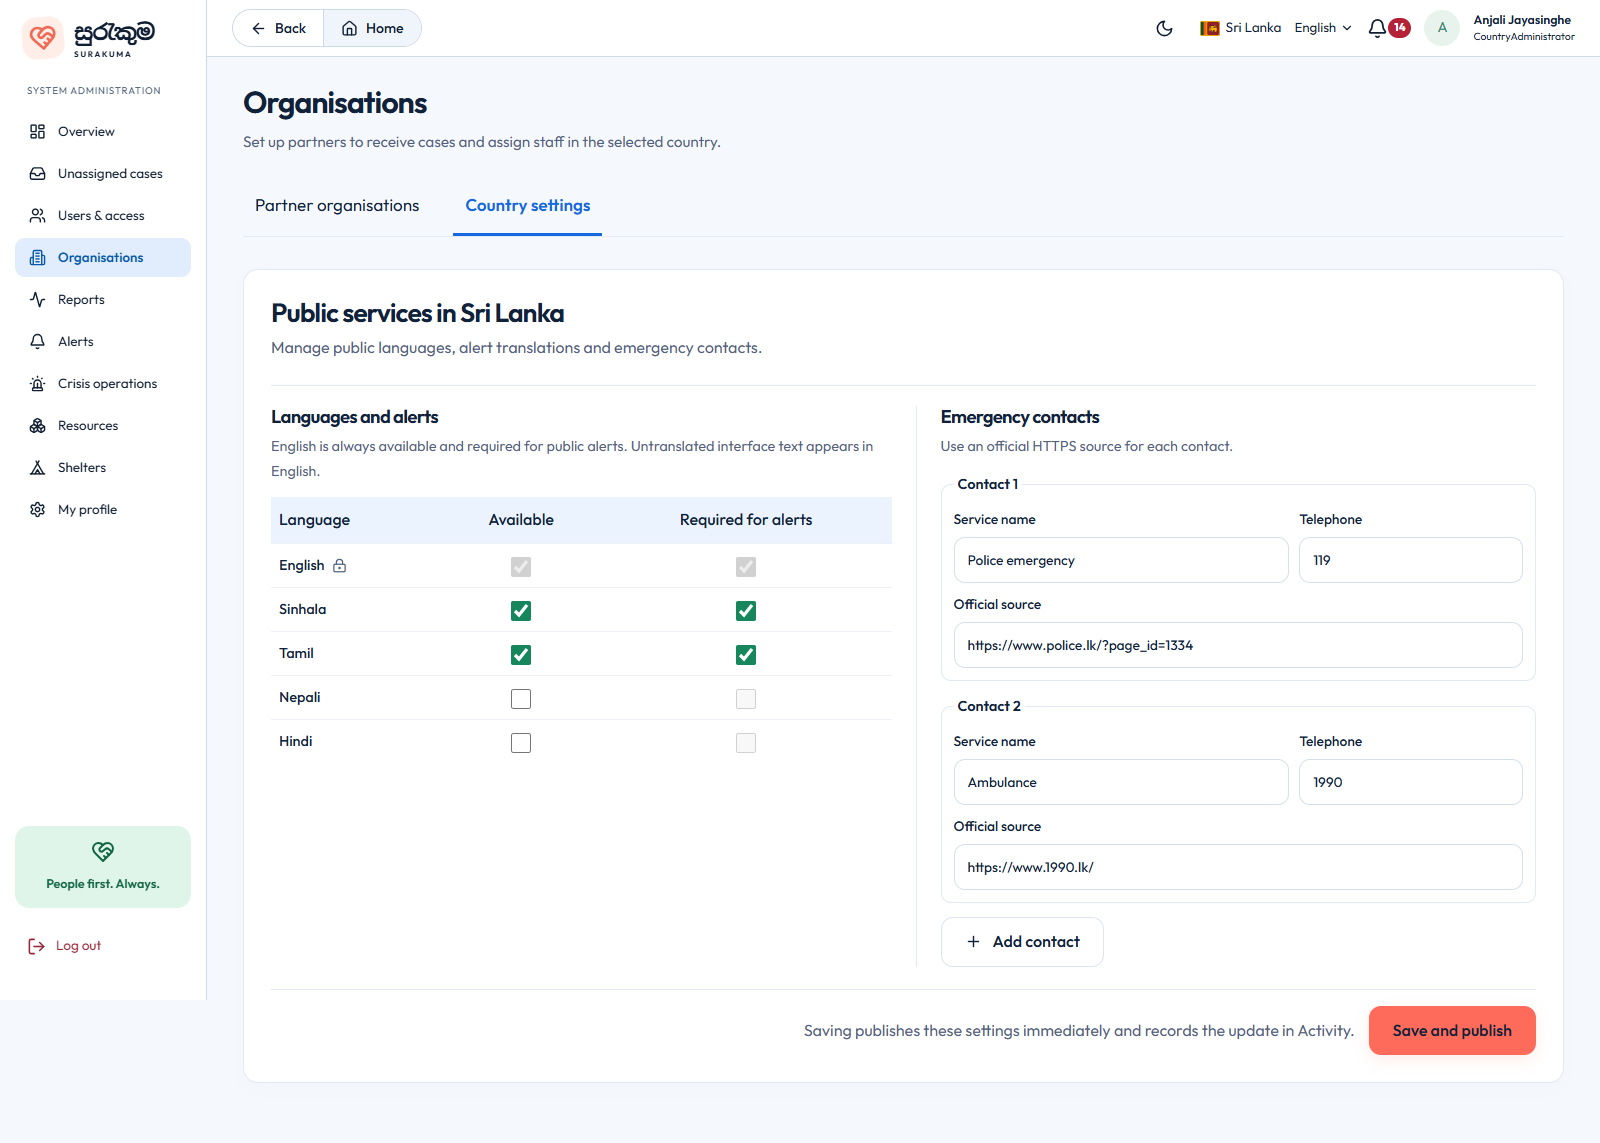 සුරැකුම
SURAKUMA
SYSTEM ADMINISTRATION
Overview
Unassigned cases
Users & access
Organisations
Reports
Alerts
Crisis operations
Resources
Shelters
My profile
People first. Always.
Log out
Back
Home
Sri Lanka
English
14
A
Anjali Jayasinghe
CountryAdministrator
Organisations
Set up partners to receive cases and assign staff in the selected country.
Partner organisations
Country settings
Public services in Sri Lanka
Manage public languages, alert translations and emergency contacts.
Languages and alerts
English is always available and required for public alerts. Untranslated interface text appears in
English.
Language Available Required for alerts
English
Sinhala
Tamil
Nepali
Hindi
Emergency contacts
Use an official HTTPS source for each contact.
Contact 1
Service name Telephone
Police emergency 119
Official source
https://www.police.lk/?page_id=1334
Contact 2
Service name Telephone
Ambulance 1990
Official source
https://www.1990.lk/
Add contact
Saving publishes these settings immediately and records the update in Activity.
Save and publish